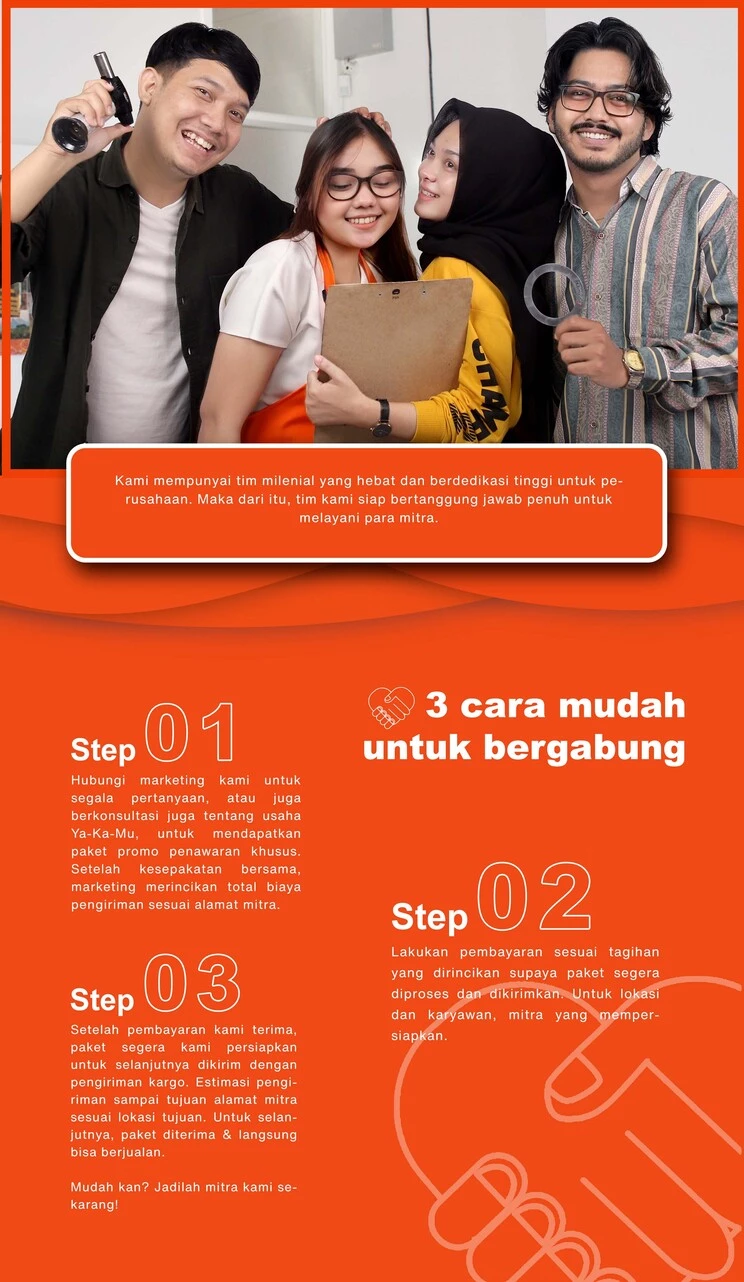 Kami mempunyai tim milenial yang hebat dan berdedikasi tinggi untuk pe-
rusahaan. Maka dari itu, tim kami siap bertanggung jawab penuh untuk
melayani para mitra.
3 cara mudah
untuk bergabung
Step 01
Hubungi marketing kami untuk
segala pertanyaan, atau juga
berkonsultasi juga tentang usaha
Ya-Ka-Mu, untuk mendapatkan
paket promo penawaran khusus.
Setelah kesepakatan bersama,
marketing merincikan total biaya
pengiriman sesuai alamat mitra.
Step 02
Lakukan pembayaran sesuai tagihan
yang dirincikan supaya paket segera
diproses dan dikirimkan. Untuk lokasi
dan karyawan, mitra yang memper-
siapkan.
Step 03
Setelah pembayaran kami terima,
paket segera kami persiapkan
untuk selanjutnya dikirim dengan
pengiriman kargo. Estimasi pengi-
riman sampai tujuan alamat mitra
sesuai lokasi tujuan. Untuk selan-
jutnya, paket diterima & langsung
bisa berjualan.
Mudah kan? Jadilah mitra kami se-
karang!